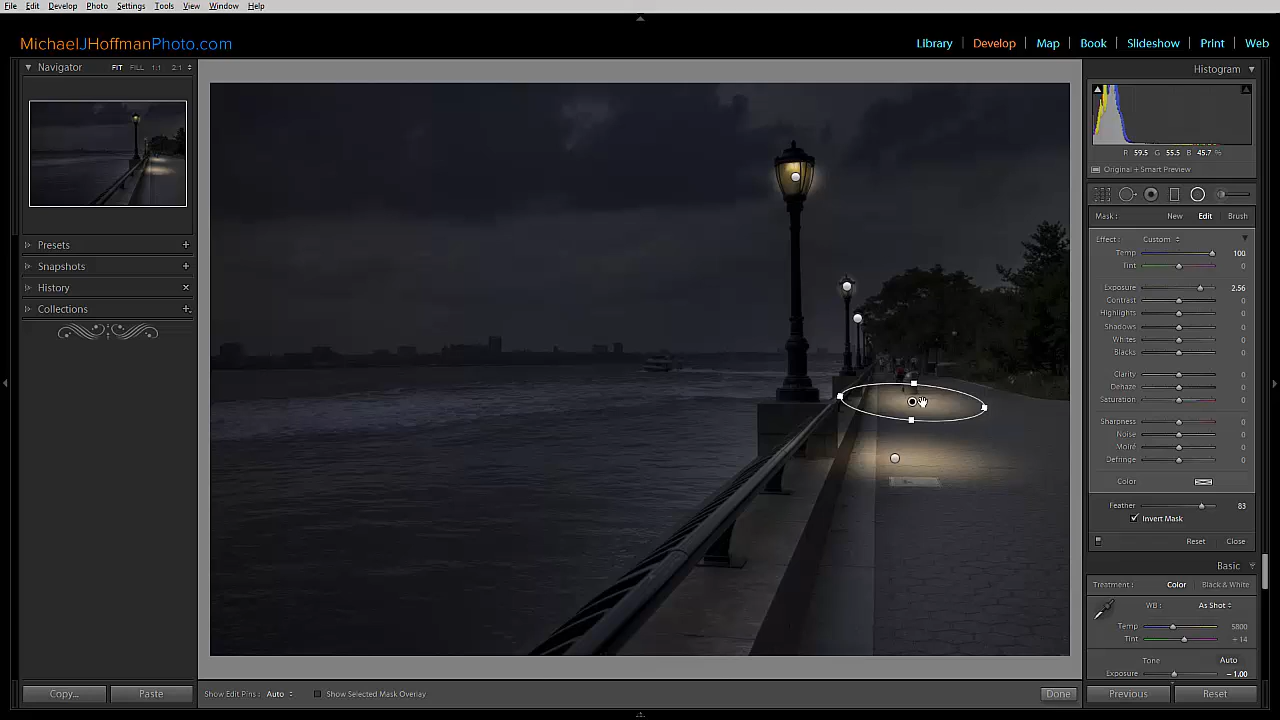 File Edit Develop Photo Settings Tools View Window Help
MichaelJHoffmanPhoto.com
Library | Develop | Map | Book | Slideshow | Print | Web
Navigator FIT FILL 1:1 2:1
Histogram
R 59.5 G 55.5 B 45.7 %
Original + Smart Preview
Mask : New Edit Brush
Effect : Custom
Temp 100
Tint 0
Exposure 2.56
Contrast 0
Highlights 0
Shadows 0
Whites 0
Blacks 0
Clarity 0
Dehaze 0
Saturation 0
Sharpness 0
Noise 0
Moiré 0
Defringe 0
Color
Feather 83
Invert Mask
Reset Close
Presets
Snapshots
History
Collections
Basic
Treatment : Color Black & White
WB : As Shot
Temp 5800
Tint + 14
Tone Auto
Exposure – 1.00
Copy... Paste
Show Edit Pins : Auto Show Selected Mask Overlay Done
Previous Reset